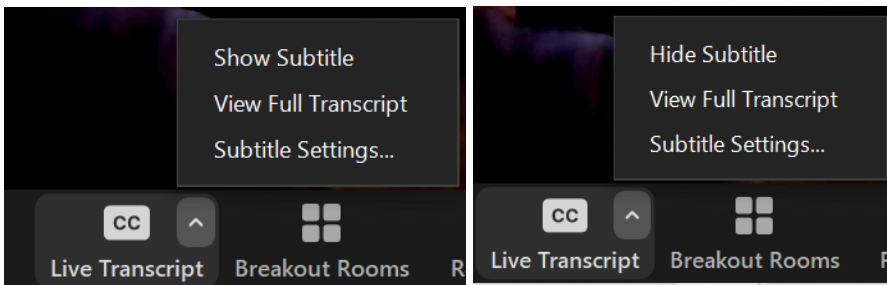 Show Subtitle
View Full Transcript
Subtitle Settings...
CC
Live Transcript
Breakout Rooms
R
Hide Subtitle
View Full Transcript
Subtitle Settings...
CC
Live Transcript
Breakout Rooms